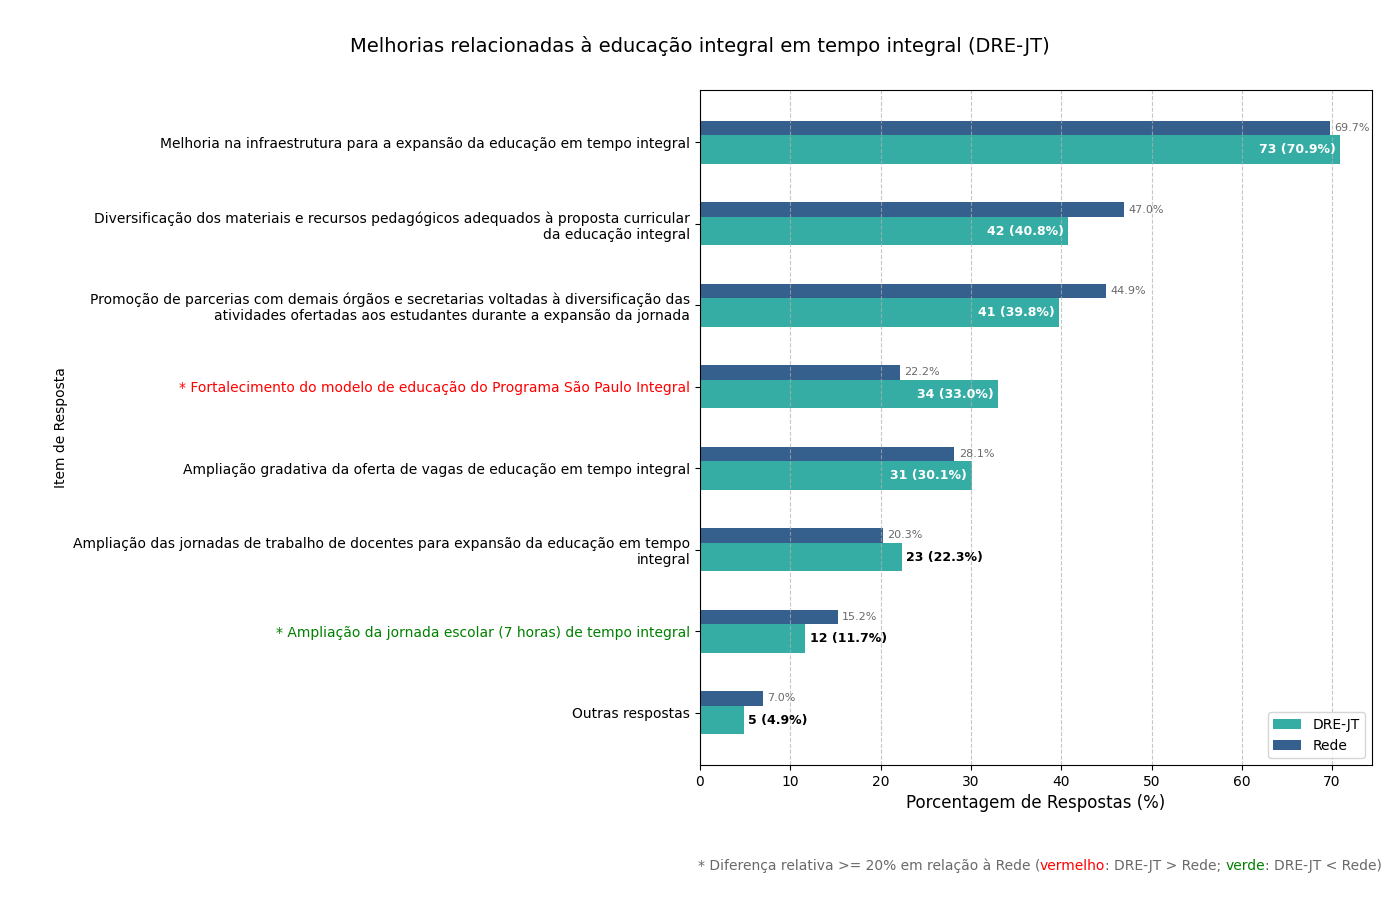 Melhorias relacionadas à educação integral em tempo integral (DRE-JT)
Item de Resposta
Melhoria na infraestrutura para a expansão da educação em tempo integral
69.7%
73 (70.9%)
Diversificação dos materiais e recursos pedagógicos adequados à proposta curricular
da educação integral
47.0%
42 (40.8%)
Promoção de parcerias com demais órgãos e secretarias voltadas à diversificação das
atividades ofertadas aos estudantes durante a expansão da jornada
44.9%
41 (39.8%)
* Fortalecimento do modelo de educação do Programa São Paulo Integral
22.2%
34 (33.0%)
Ampliação gradativa da oferta de vagas de educação em tempo integral
28.1%
31 (30.1%)
Ampliação das jornadas de trabalho de docentes para expansão da educação em tempo
integral
20.3%
23 (22.3%)
* Ampliação da jornada escolar (7 horas) de tempo integral
15.2%
12 (11.7%)
Outras respostas
7.0%
5 (4.9%)
DRE-JT
Rede
0 10 20 30 40 50 60 70
Porcentagem de Respostas (%)
* Diferença relativa >= 20% em relação à Rede (vermelho: DRE-JT > Rede; verde: DRE-JT < Rede)